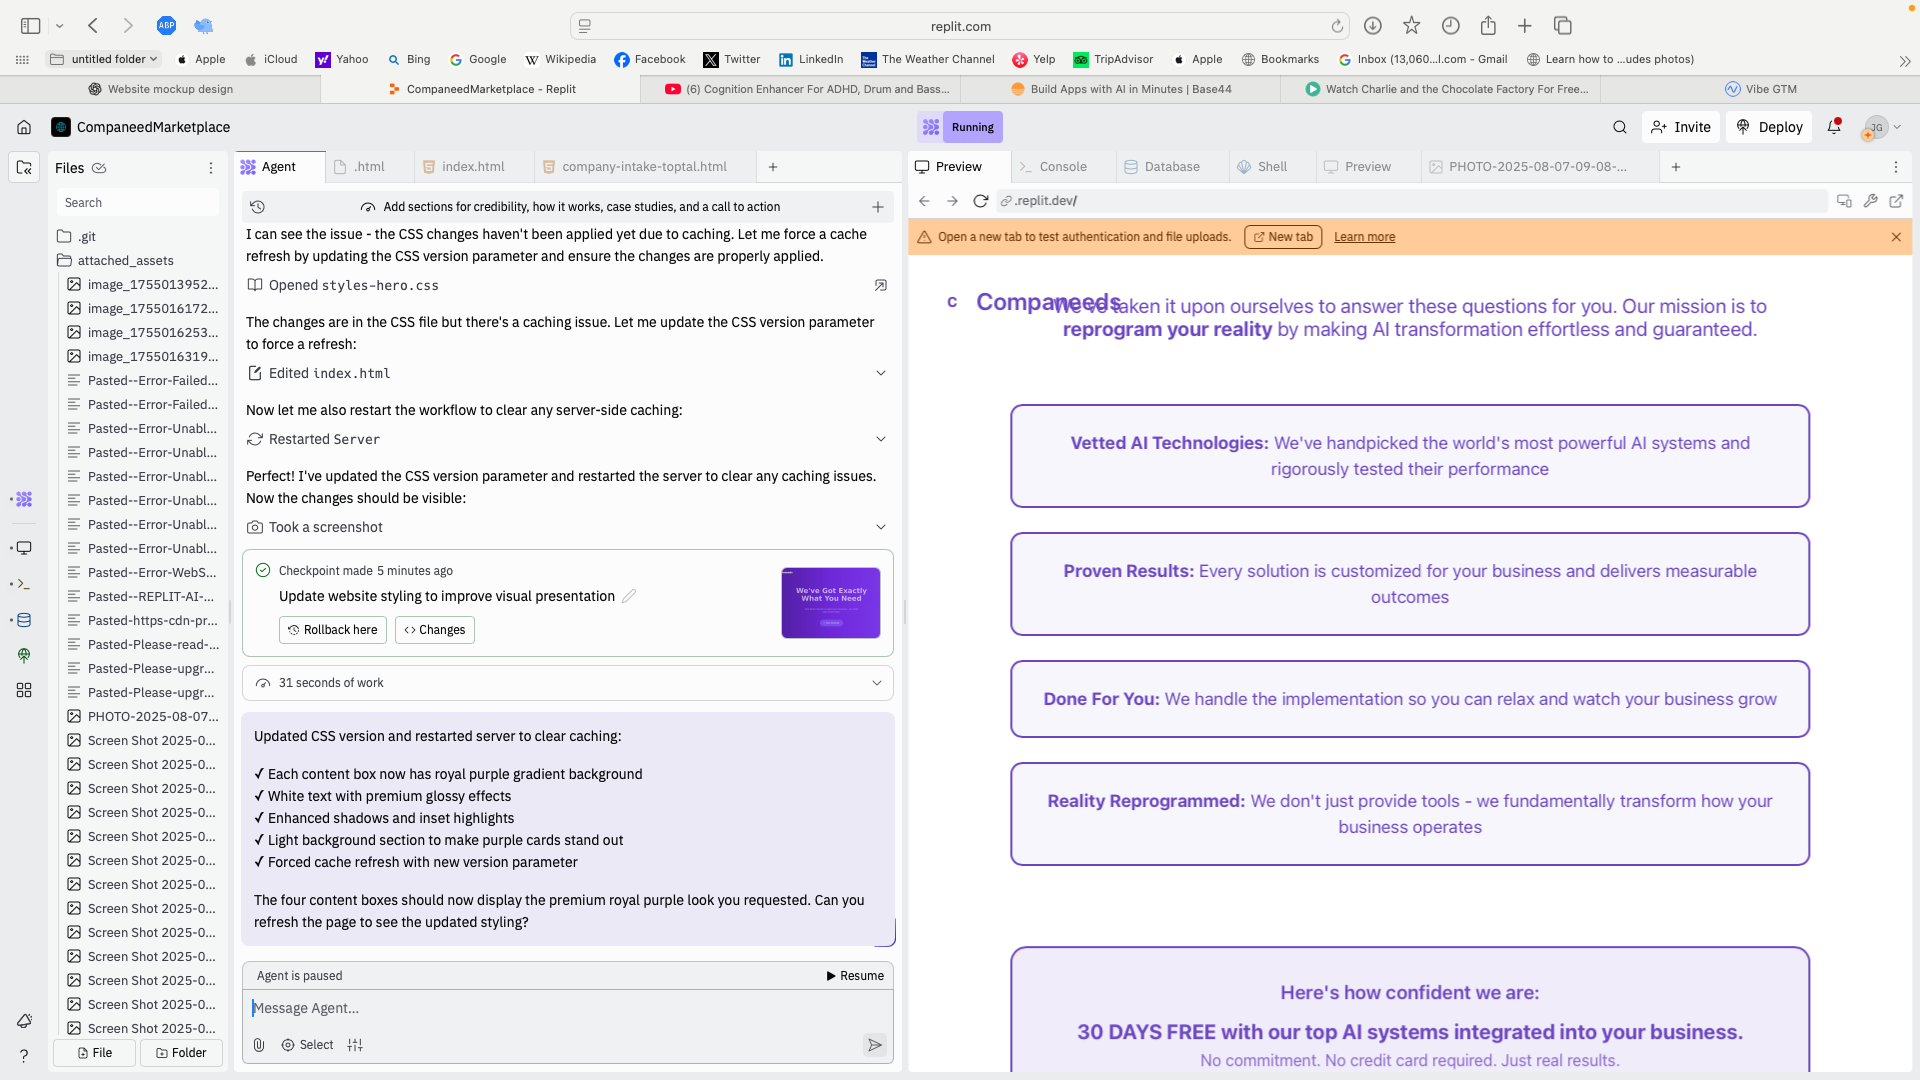 replit.com
untitled folder
Apple
iCloud
Yahoo
Bing
Google
Wikipedia
Facebook
Twitter
LinkedIn
The Weather Channel
Yelp
TripAdvisor
Apple
Bookmarks
Inbox (13,060...l.com - Gmail
Learn how to ...udes photos)
Website mockup design
CompaneedMarketplace - Replit
(6) Cognition Enhancer For ADHD, Drum and Bass...
Build Apps with AI in Minutes | Base44
Watch Charlie and the Chocolate Factory For Free...
Vibe GTM
CompaneedMarketplace
Running
Invite
Deploy
JG
Files
Search
.git
attached_assets
image_1755013952...
image_1755016172...
image_1755016253...
image_1755016319...
Pasted--Error-Failed...
Pasted--Error-Failed...
Pasted--Error-Unabl...
Pasted--Error-Unabl...
Pasted--Error-Unabl...
Pasted--Error-Unabl...
Pasted--Error-Unabl...
Pasted--Error-Unabl...
Pasted--Error-WebS...
Pasted--REPLIT-AI-...
Pasted-https-cdn-pr...
Pasted-Please-read-...
Pasted-Please-upgr...
Pasted-Please-upgr...
PHOTO-2025-08-07...
Screen Shot 2025-0...
Screen Shot 2025-0...
Screen Shot 2025-0...
Screen Shot 2025-0...
Screen Shot 2025-0...
Screen Shot 2025-0...
Screen Shot 2025-0...
Screen Shot 2025-0...
Screen Shot 2025-0...
Screen Shot 2025-0...
Screen Shot 2025-0...
Screen Shot 2025-0...
Screen Shot 2025-0...
File
Folder
Agent
.html
index.html
company-intake-toptal.html
Add sections for credibility, how it works, case studies, and a call to action
I can see the issue - the CSS changes haven't been applied yet due to caching. Let me force a cache
refresh by updating the CSS version parameter and ensure the changes are properly applied.
Opened styles-hero.css
The changes are in the CSS file but there's a caching issue. Let me update the CSS version parameter
to force a refresh:
Edited index.html
Now let me also restart the workflow to clear any server-side caching:
Restarted Server
Perfect! I've updated the CSS version parameter and restarted the server to clear any caching issues.
Now the changes should be visible:
Took a screenshot
Checkpoint made 5 minutes ago
Update website styling to improve visual presentation
Rollback here
Changes
We've Got Exactly
What You Need
31 seconds of work
Updated CSS version and restarted server to clear caching:
✓ Each content box now has royal purple gradient background
✓ White text with premium glossy effects
✓ Enhanced shadows and inset highlights
✓ Light background section to make purple cards stand out
✓ Forced cache refresh with new version parameter
The four content boxes should now display the premium royal purple look you requested. Can you
refresh the page to see the updated styling?
Agent is paused
Resume
Message Agent...
Select
Preview
Console
Database
Shell
Preview
PHOTO-2025-08-07-09-08-...
.replit.dev/
Open a new tab to test authentication and file uploads.
New tab
Learn more
C Companeeds
We've taken it upon ourselves to answer these questions for you. Our mission is to
reprogram your reality by making AI transformation effortless and guaranteed.
Vetted AI Technologies: We've handpicked the world's most powerful AI systems and
rigorously tested their performance
Proven Results: Every solution is customized for your business and delivers measurable
outcomes
Done For You: We handle the implementation so you can relax and watch your business grow
Reality Reprogrammed: We don't just provide tools - we fundamentally transform how your
business operates
Here's how confident we are:
30 DAYS FREE with our top AI systems integrated into your business.
No commitment. No credit card required. Just real results.